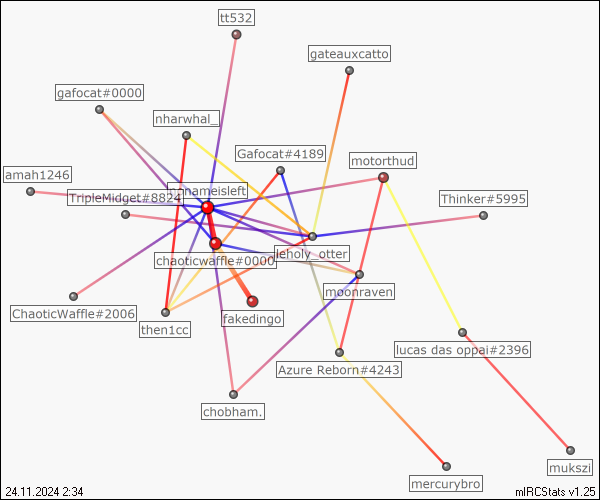 tt532
gateauxcatto
gafocat#0000
nharwhal_
Gafocat#4189
motorthud
amah1246
TripleMidget#8824
nonameisleft
Thinker#5995
leholy_otter
chaoticwaffle#0000
moonraven
ChaoticWaffle#2006
fakedingo
then1cc
lucas das oppai#2396
Azure Reborn#4243
chobham.
mukszi
mercurybro
24.11.2024 2:34
mIRCStats v1.25